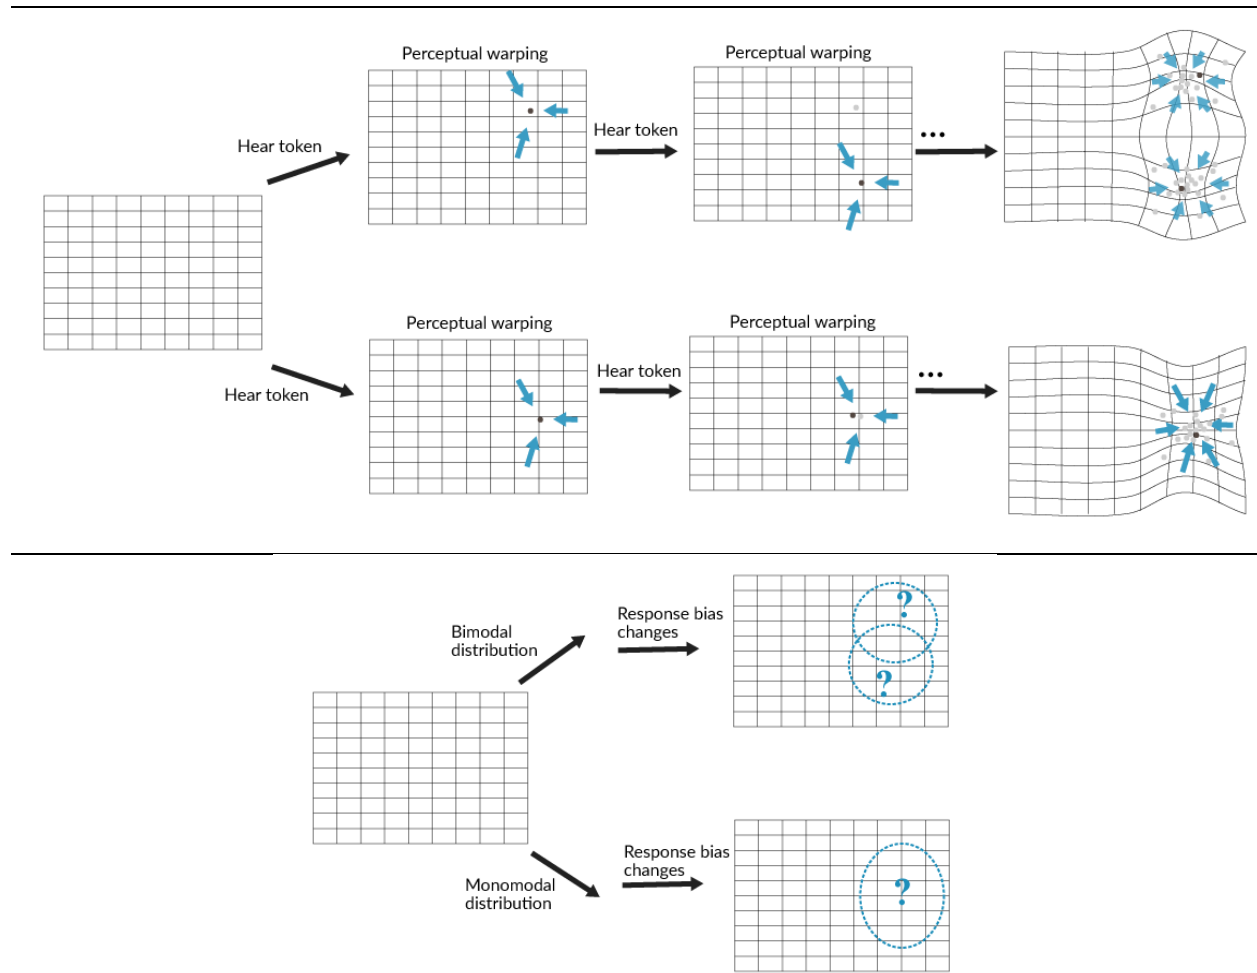 Perceptual warping
Perceptual warping
Hear token
Hear token
...
Perceptual warping
Perceptual warping
Hear token
Hear token
...
Bimodal
distribution
Response bias
changes
?
?
Monomodal
distribution
Response bias
changes
?